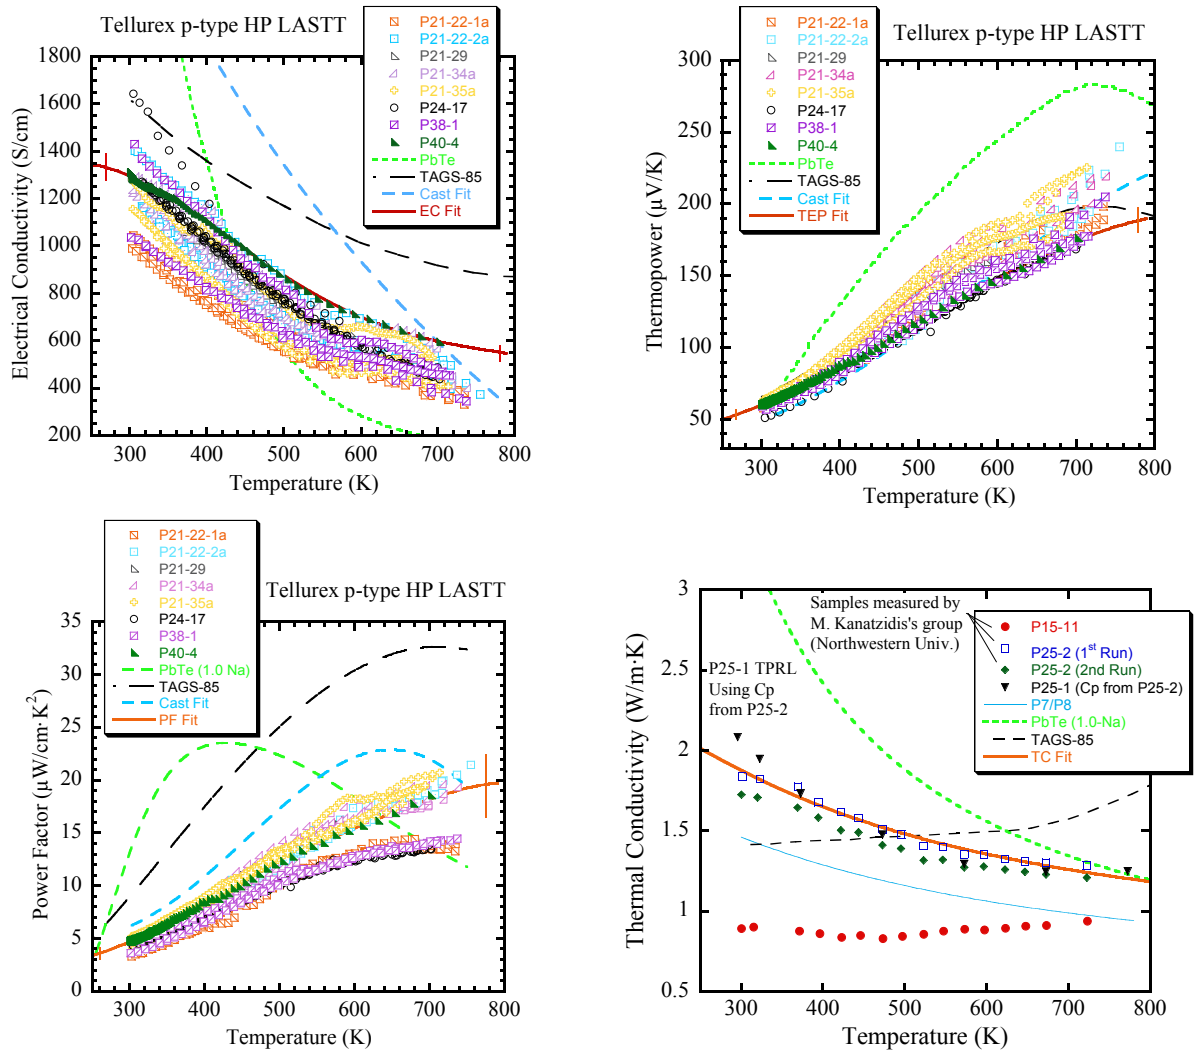 Tellurex p-type HP LASTT
P21-22-1a
P21-22-2a
P21-29
P21-34a
P21-35a
P24-17
P38-1
P40-4
PbTe
TAGS-85
Cast Fit
EC Fit
1800
1600
1400
1200
1000
800
600
400
200
Electrical Conductivity (S/cm)
300 400 500 600 700 800
Temperature (K)
Tellurex p-type HP LASTT
P21-22-1a
P21-22-2a
P21-29
P21-34a
P21-35a
P24-17
P38-1
P40-4
PbTe
TAGS-85
Cast Fit
TEP Fit
300
250
200
150
100
50
Thermopower (µV/K)
300 400 500 600 700 800
Temperature (K)
P21-22-1a
P21-22-2a
P21-29
P21-34a
P21-35a
P24-17
P38-1
P40-4
PbTe (1.0 Na)
TAGS-85
Cast Fit
PF Fit
Tellurex p-type HP LASTT
35
30
25
20
15
10
5
0
Power Factor (µW/cm·K²)
300 400 500 600 700 800
Temperature (K)
Samples measured by
M. Kanatzidis's group
(Northwestern Univ.)
P25-1 TPRL
Using Cp
from P25-2
P15-11
P25-2 (1st Run)
P25-2 (2nd Run)
P25-1 (Cp from P25-2)
P7/P8
PbTe (1.0-Na)
TAGS-85
TC Fit
3
2.5
2
1.5
1
0.5
Thermal Conductivity (W/m·K)
300 400 500 600 700 800
Temperature (K)